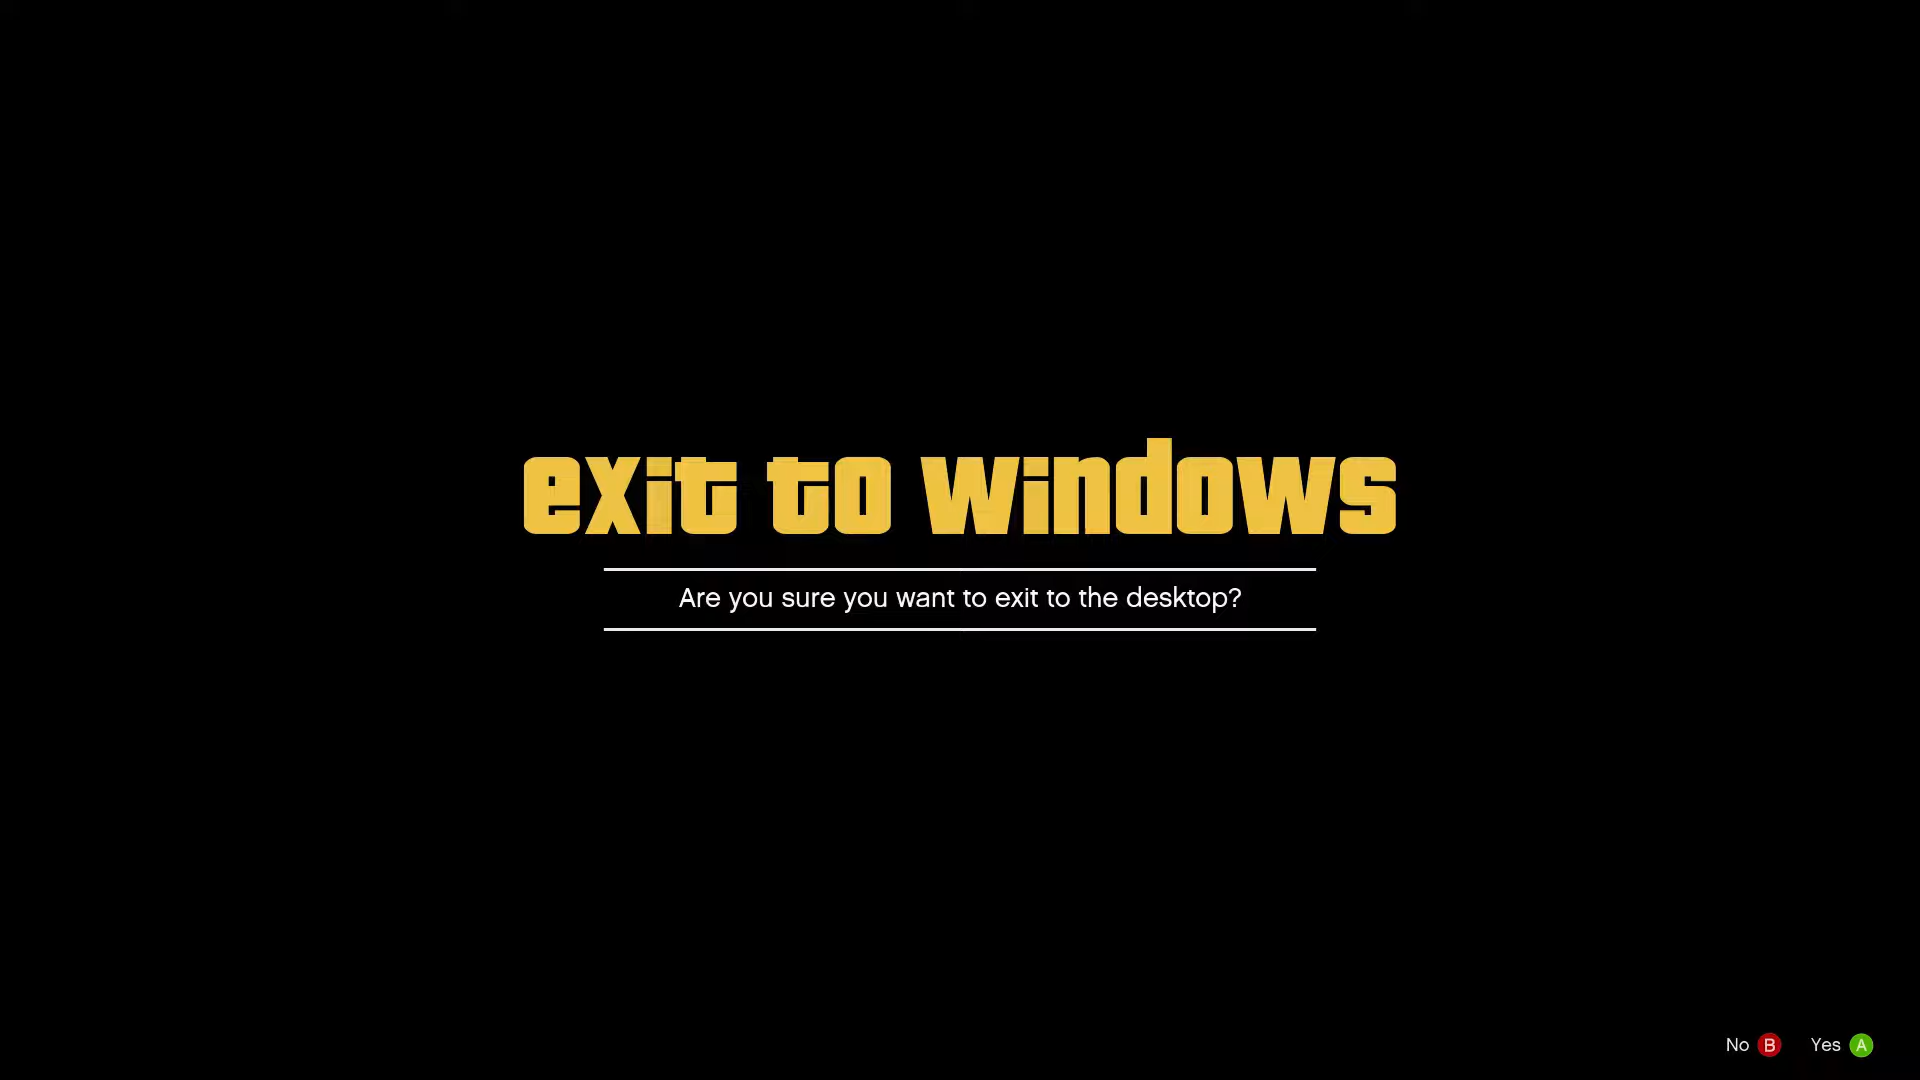 exit to windows
Are you sure you want to exit to the desktop?
No B Yes A